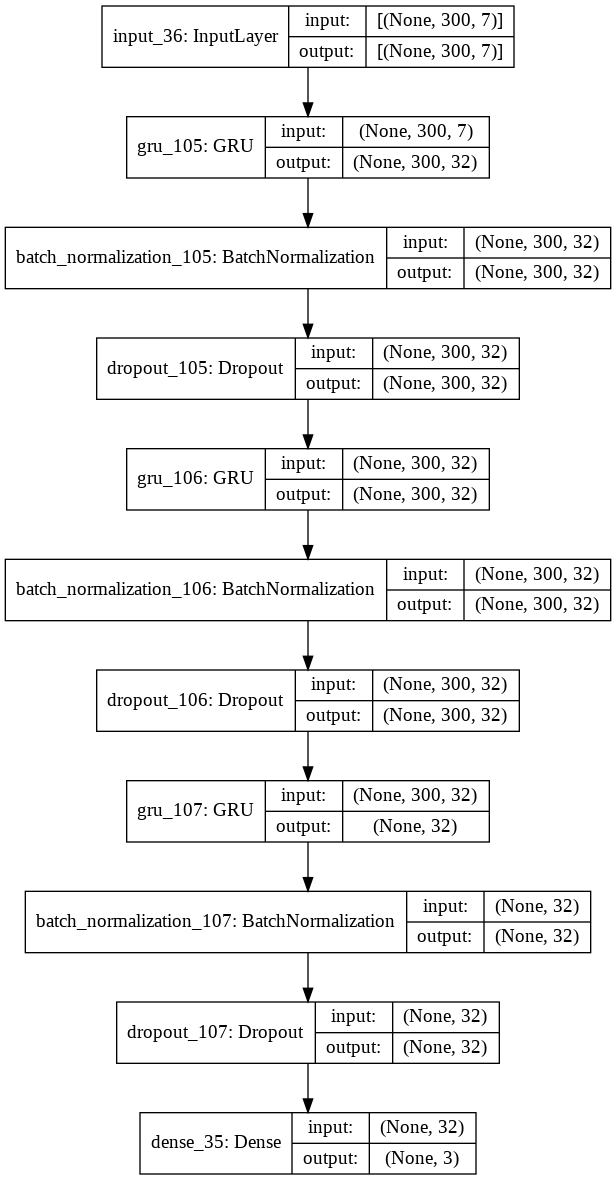 input_36: InputLayer input: [(None, 300, 7)]
output: [(None, 300, 7)]
gru_105: GRU input: (None, 300, 7)
output: (None, 300, 32)
batch_normalization_105: BatchNormalization input: (None, 300, 32)
output: (None, 300, 32)
dropout_105: Dropout input: (None, 300, 32)
output: (None, 300, 32)
gru_106: GRU input: (None, 300, 32)
output: (None, 300, 32)
batch_normalization_106: BatchNormalization input: (None, 300, 32)
output: (None, 300, 32)
dropout_106: Dropout input: (None, 300, 32)
output: (None, 300, 32)
gru_107: GRU input: (None, 300, 32)
output: (None, 32)
batch_normalization_107: BatchNormalization input: (None, 32)
output: (None, 32)
dropout_107: Dropout input: (None, 32)
output: (None, 32)
dense_35: Dense input: (None, 32)
output: (None, 3)